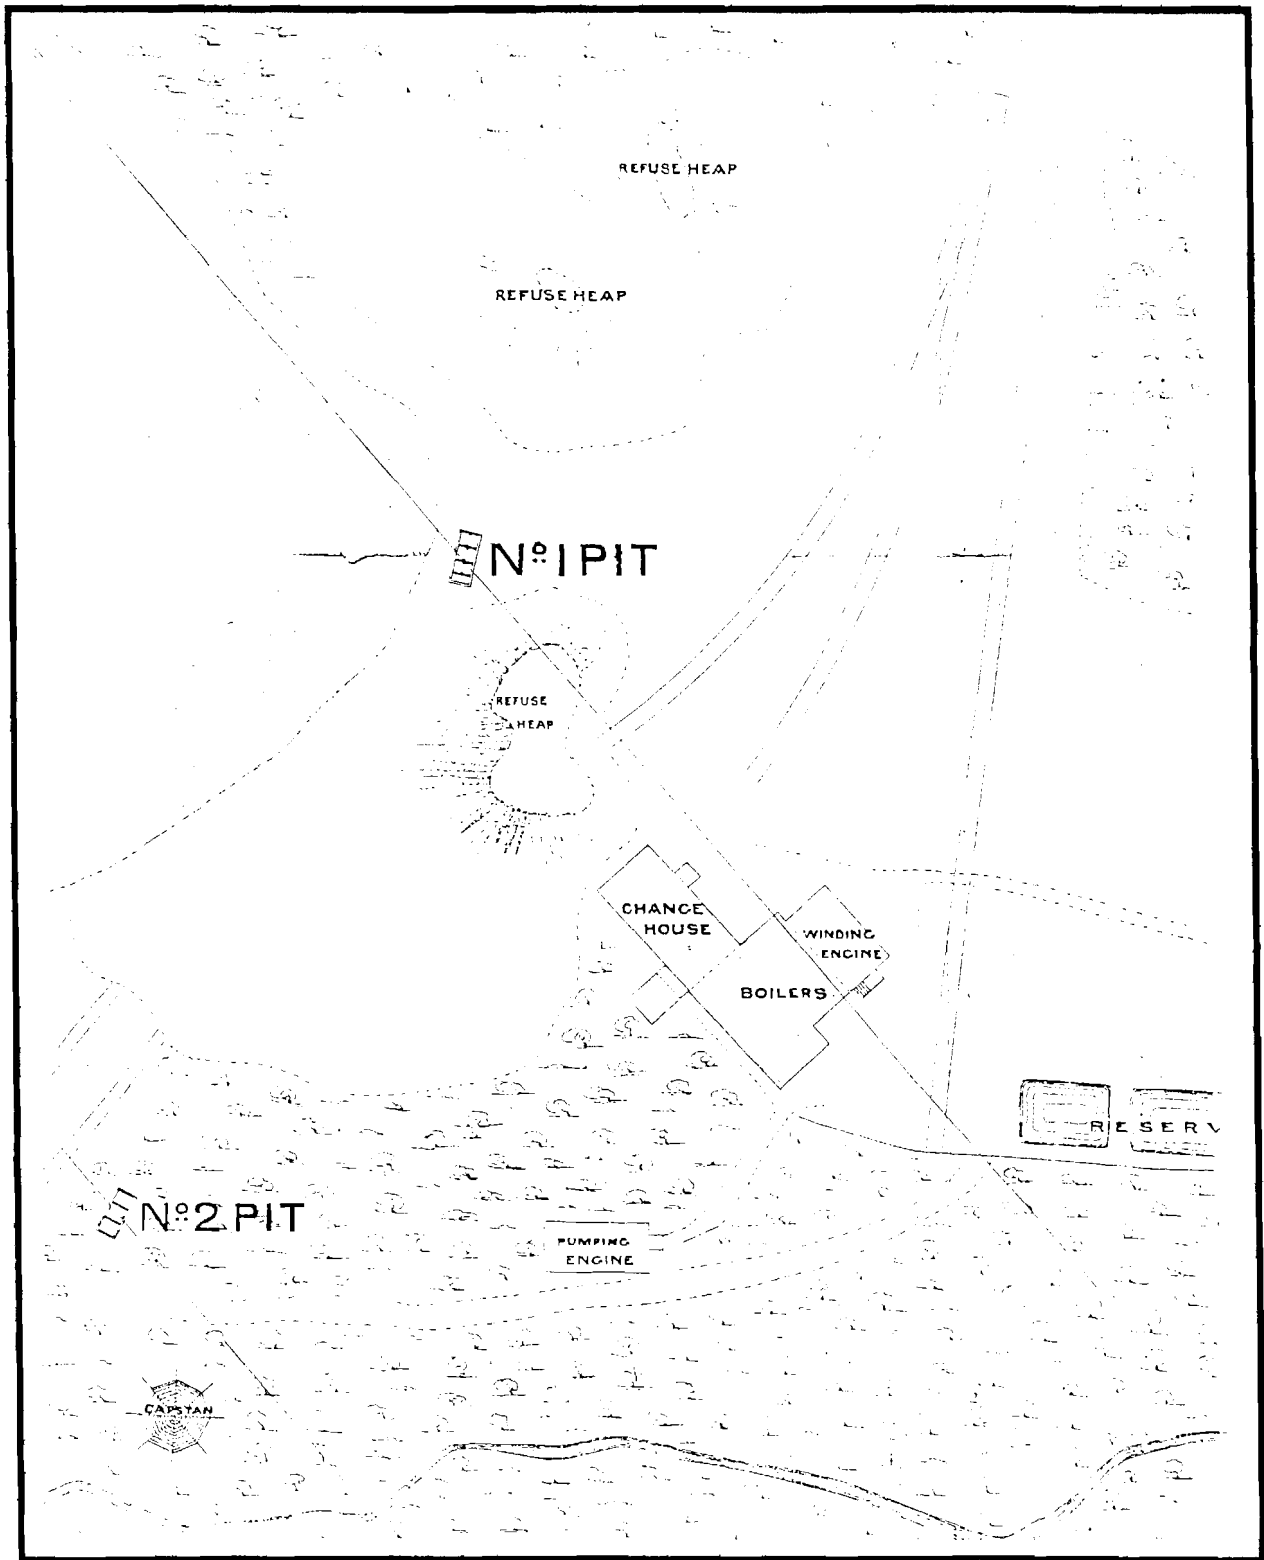 REFUSE HEAP
REFUSE HEAP
Nº1 PIT
REFUSE
HEAP
CHANGE
HOUSE
WINDING
ENGINE
BOILERS
RESERV
Nº2 PIT
PUMPING
ENGINE
CAPSTAN